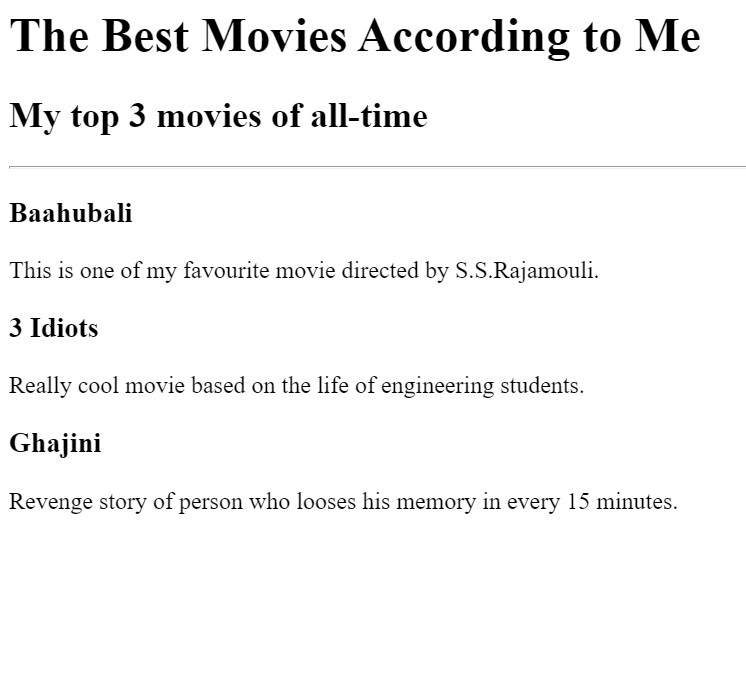 The Best Movies According to Me
My top 3 movies of all-time
Baahubali
This is one of my favourite movie directed by S.S.Rajamouli.
3 Idiots
Really cool movie based on the life of engineering students.
Ghajini
Revenge story of person who looses his memory in every 15 minutes.